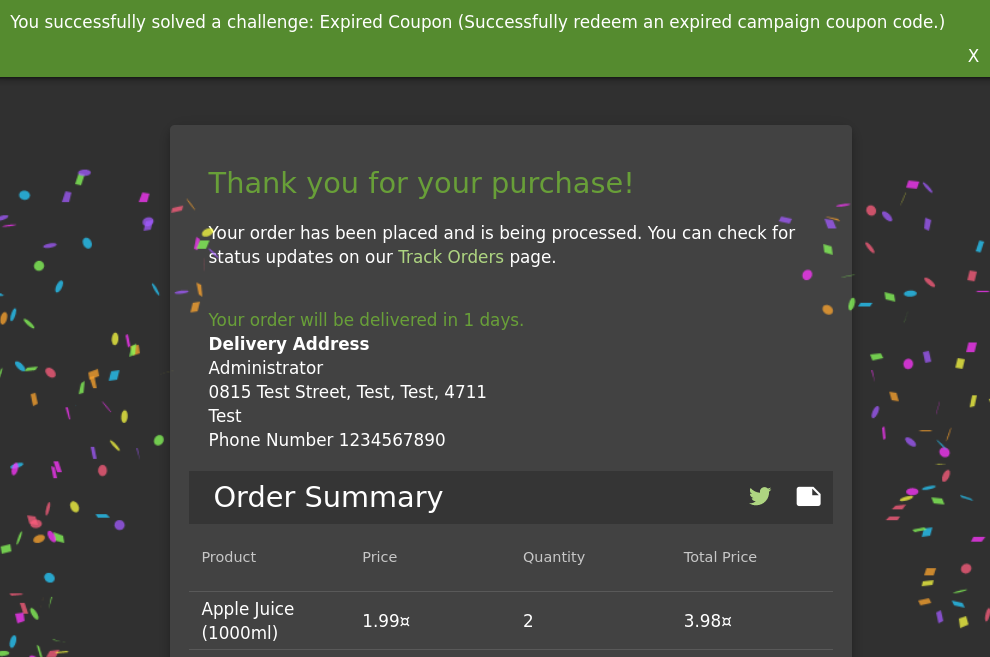 You successfully solved a challenge: Expired Coupon (Successfully redeem an expired campaign coupon code.)
X
Thank you for your purchase!
Your order has been placed and is being processed. You can check for
status updates on our Track Orders page.
Your order will be delivered in 1 days.
Delivery Address
Administrator
0815 Test Street, Test, Test, 4711
Test
Phone Number 1234567890
Order Summary
Product Price Quantity Total Price
Apple Juice
(1000ml) 1.99¤ 2 3.98¤